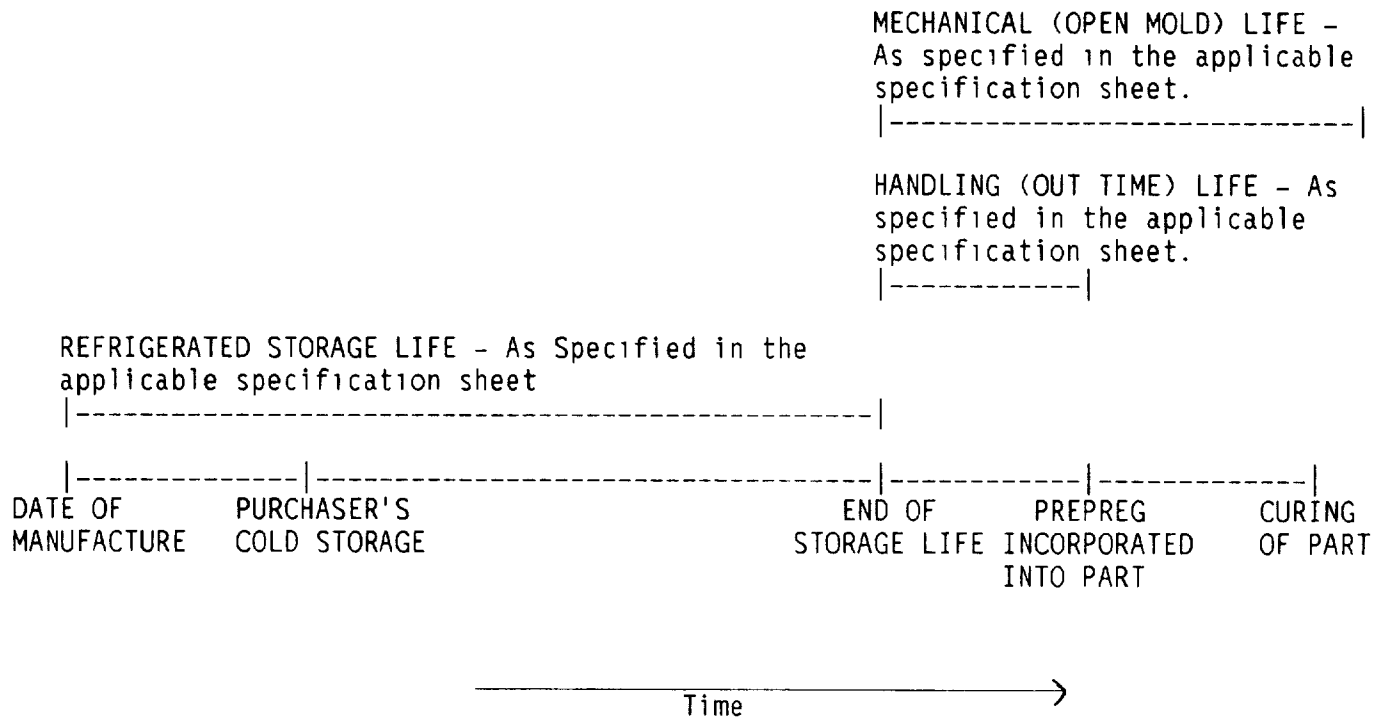 MECHANICAL (OPEN MOLD) LIFE –
As specified in the applicable
specification sheet.
HANDLING (OUT TIME) LIFE – As
specified in the applicable
specification sheet.
REFRIGERATED STORAGE LIFE – As Specified in the
applicable specification sheet
DATE OF PURCHASER'S END OF PREPREG CURING
MANUFACTURE COLD STORAGE STORAGE LIFE INCORPORATED OF PART
INTO PART
Time